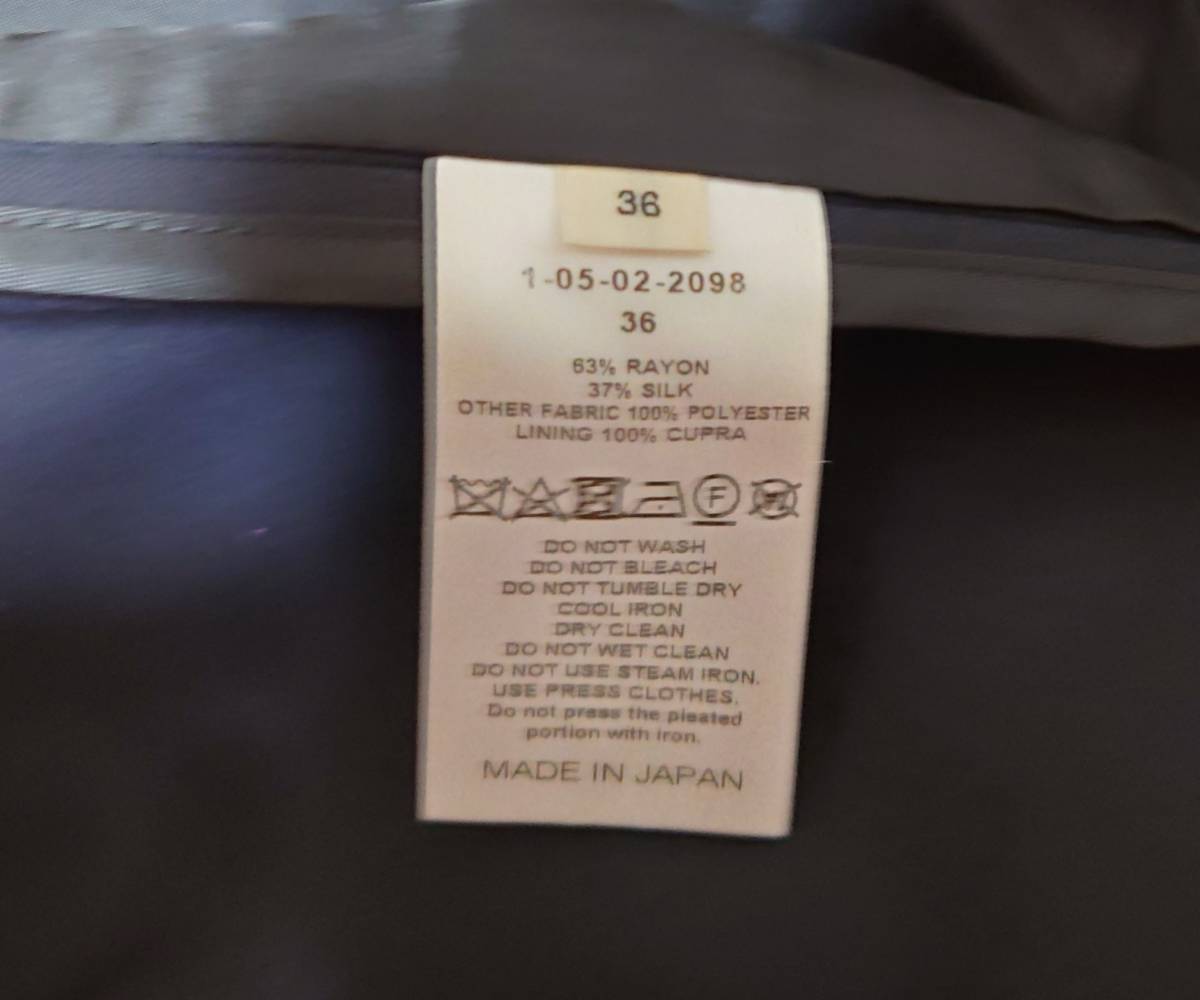 36
1-05-02-2098
36
63% RAYON
37% SILK
OTHER FABRIC 100% POLYESTER
LINING 100% CUPRA
F
DO NOT WASH
DO NOT BLEACH
DO NOT TUMBLE DRY
COOL IRON
DRY CLEAN
DO NOT WET CLEAN
DO NOT USE STEAM IRON.
USE PRESS CLOTHES.
Do not press the pleated
portion with iron.
MADE IN JAPAN